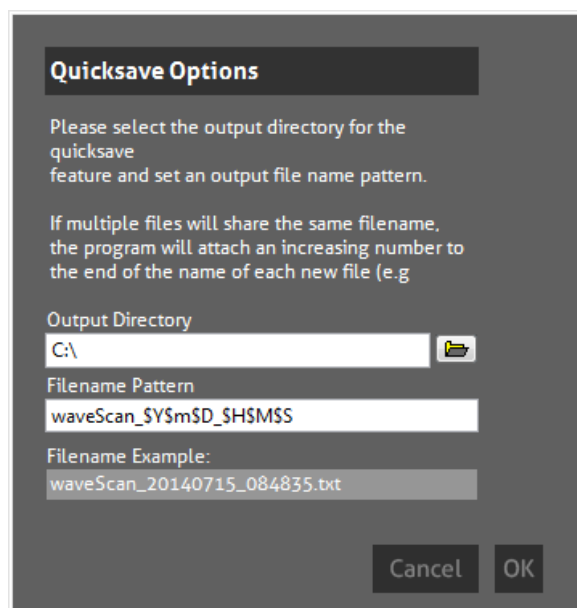 Quicksave Options
Please select the output directory for the
quicksave
feature and set an output file name pattern.
If multiple files will share the same filename,
the program will attach an increasing number to
the end of the name of each new file (e.g
Output Directory
C:\
Filename Pattern
waveScan_$Y$m$D_$H$M$S
Filename Example:
waveScan_20140715_084835.txt
Cancel OK